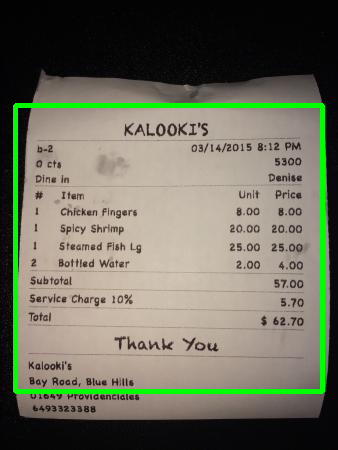 KALOOKI'S
b-2 03/14/2015 8:12 PM
0 cts 5300
Dine in Denise
# Item Unit Price
1 Chicken Fingers 8.00 8.00
1 Spicy Shrimp 20.00 20.00
1 Steamed Fish Lg 25.00 25.00
2 Bottled Water 2.00 4.00
Subtotal 57.00
Service Charge 10% 5.70
Total $ 62.70
Thank You
Kalooki's
Bay Road, Blue Hills
01649 Providenciales
6493323388